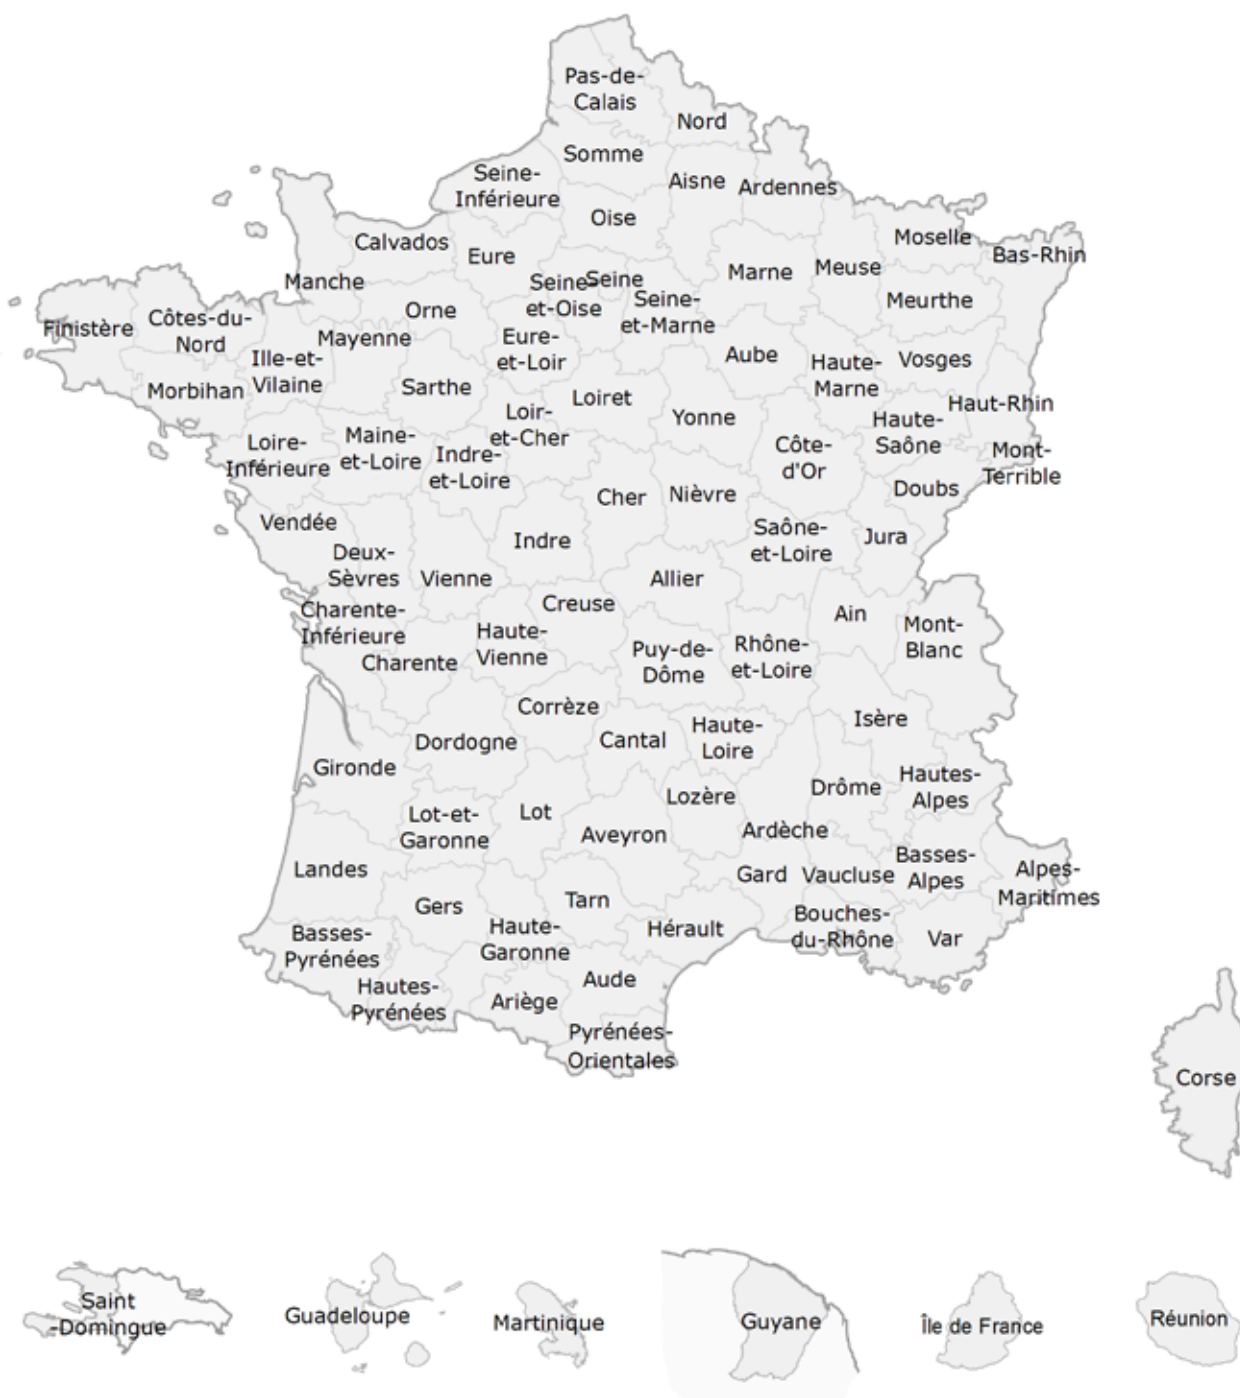 Pas-de-
Calais
Nord
Somme
Seine-
Inférieure
Aisne
Ardennes
Oise
Calvados
Eure
Moselle
Bas-Rhin
Manche
Seine-
et-Oise
Seine
Marne
Meuse
Seine-
et-Marne
Meurthe
Orne
Finistère
Côtes-du-
Nord
Mayenne
Ille-et-
Vilaine
Eure-
et-Loir
Aube
Haute-
Marne
Vosges
Morbihan
Sarthe
Loiret
Haut-Rhin
Loir-
et-Cher
Yonne
Haute-
Saône
Loire-
Inférieure
Maine-
et-Loire
Indre-
et-Loire
Côte-
d'Or
Mont-
Terrible
Cher
Nièvre
Doubs
Vendée
Indre
Saône-
et-Loire
Jura
Deux-
Sèvres
Vienne
Allier
Charente-
Inférieure
Creuse
Ain
Mont-
Blanc
Haute-
Vienne
Charente
Puy-de-
Dôme
Rhône-
et-Loire
Corrèze
Isère
Dordogne
Cantal
Haute-
Loire
Gironde
Hautes-
Alpes
Drôme
Lozère
Lot-et-
Garonne
Lot
Aveyron
Ardèche
Landes
Gard
Vaucluse
Basses-
Alpes
Alpes-
Maritimes
Gers
Tarn
Haute-
Garonne
Hérault
Bouches-
du-Rhône
Var
Basses-
Pyrénées
Hautes-
Pyrénées
Ariège
Aude
Pyrénées-
Orientales
Corse
Saint
-Domingue
Guadeloupe
Martinique
Guyane
Île de France
Réunion